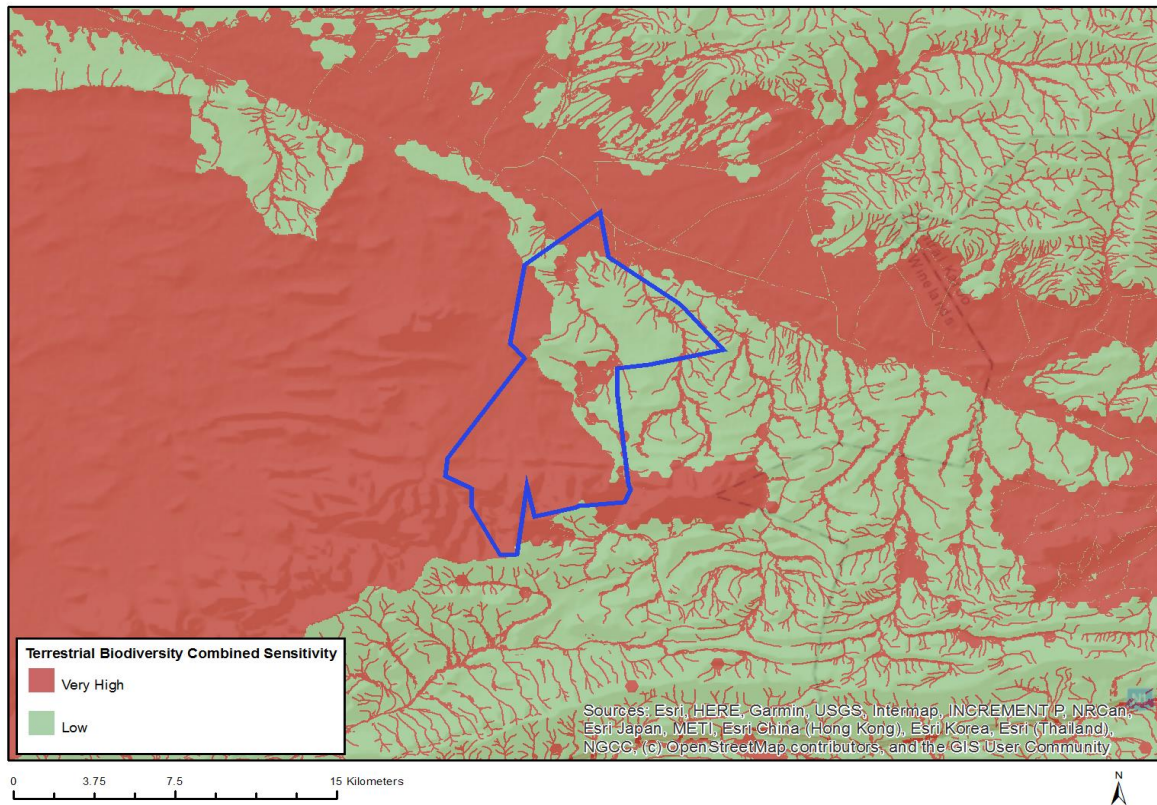 Winelands
Terrestrial Biodiversity Combined Sensitivity
Very High
Low
Sources: Esri, HERE, Garmin, USGS, Intermap, INCREMENT P, NRCan,
Esri Japan, METI, Esri China (Hong Kong), Esri Korea, Esri (Thailand),
NGCC, (c) OpenStreetMap contributors, and the GIS User Community
0 3.75 7.5 15 Kilometers
N